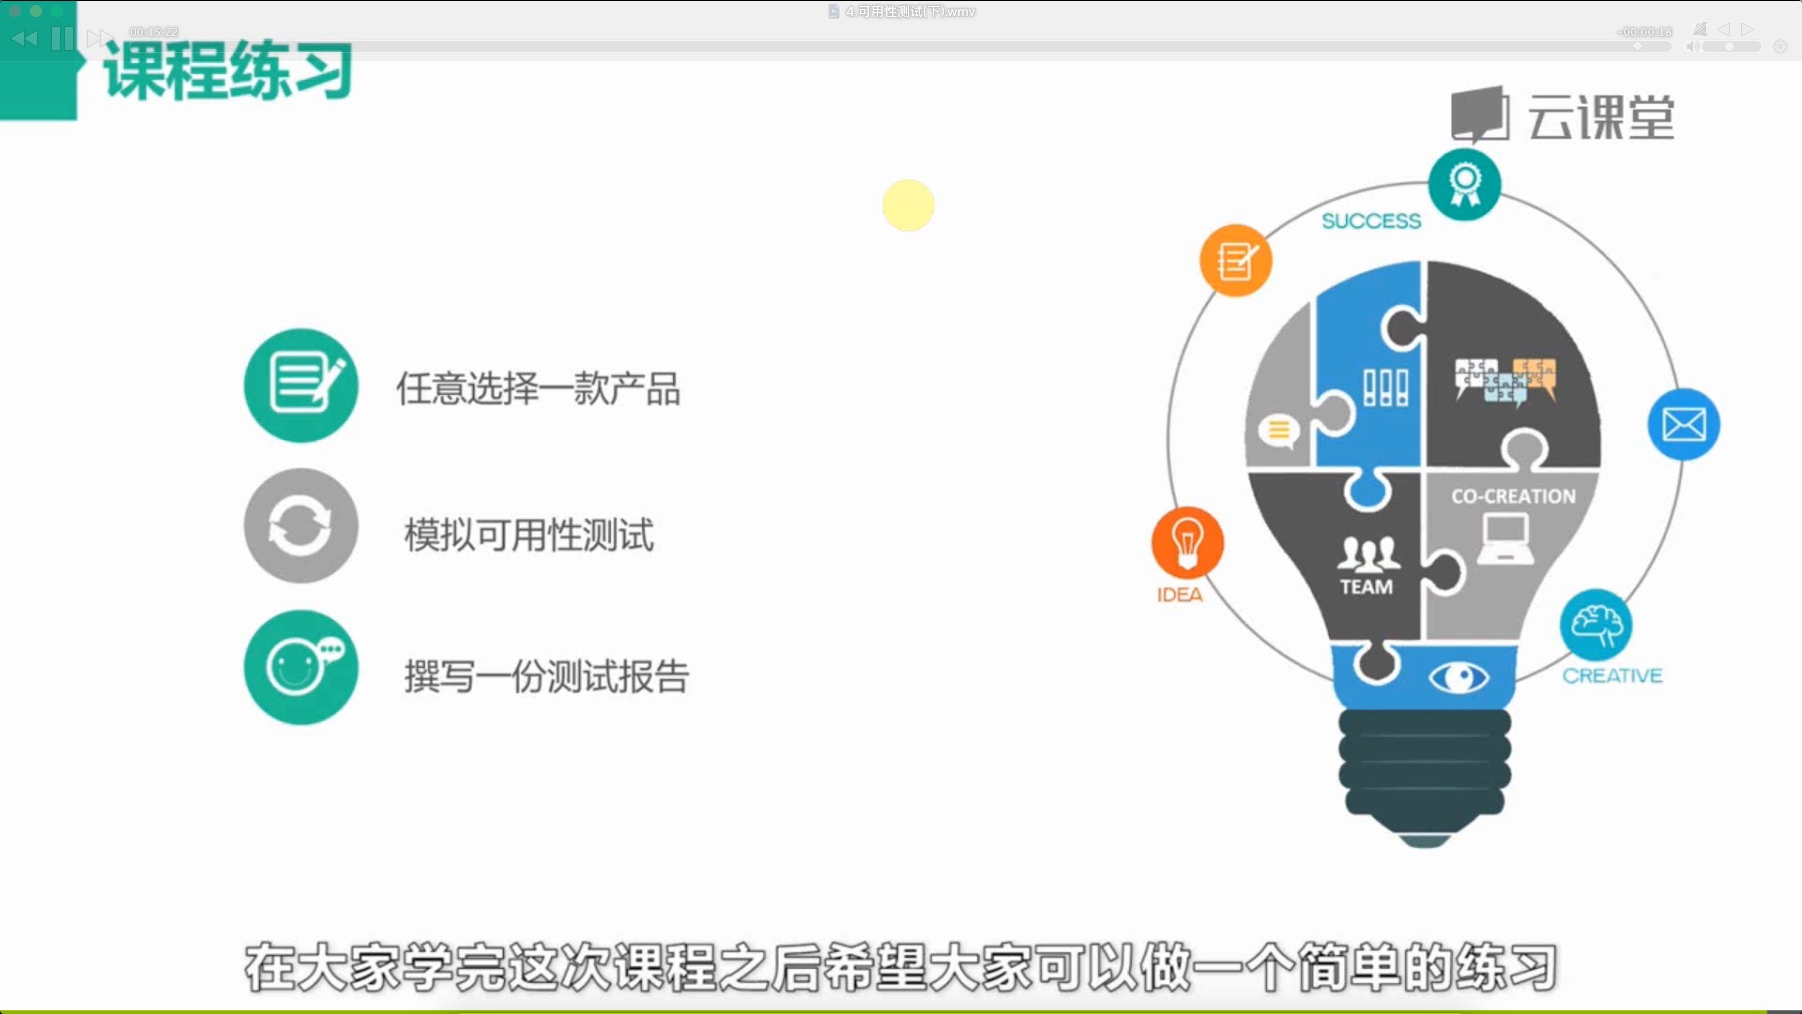 4.可用性测试(下).wmv
00:15:22
-00:00:18
课程练习
云课堂
SUCCESS
任意选择一款产品
CO-CREATION
模拟可用性测试
TEAM
IDEA
撰写一份测试报告
CREATIVE
在大家学完这次课程之后希望大家可以做一个简单的练习